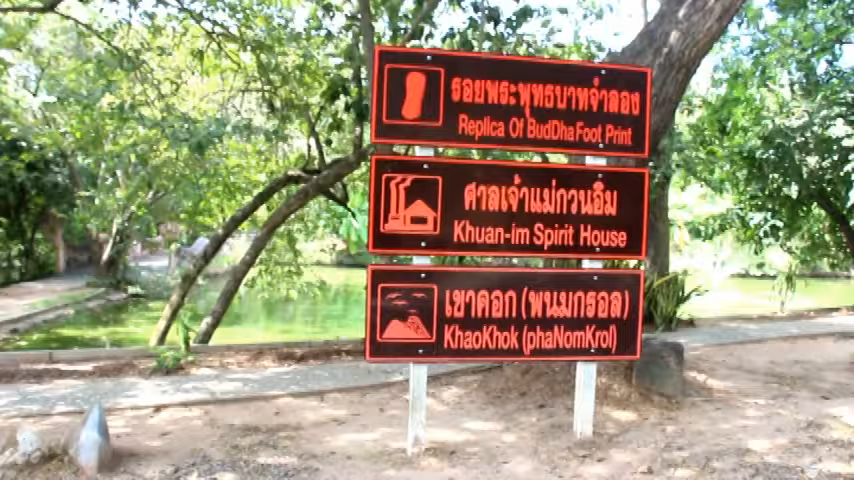 รอยพระพุทธบาทจำลอง
Replica Of BudDha Foot Print
ศาลเจ้าแม่กวนอิม
Khuan-im Spirit House
เขาคอก (พนมกรอล)
KhaoKhok (phaNomKrol)